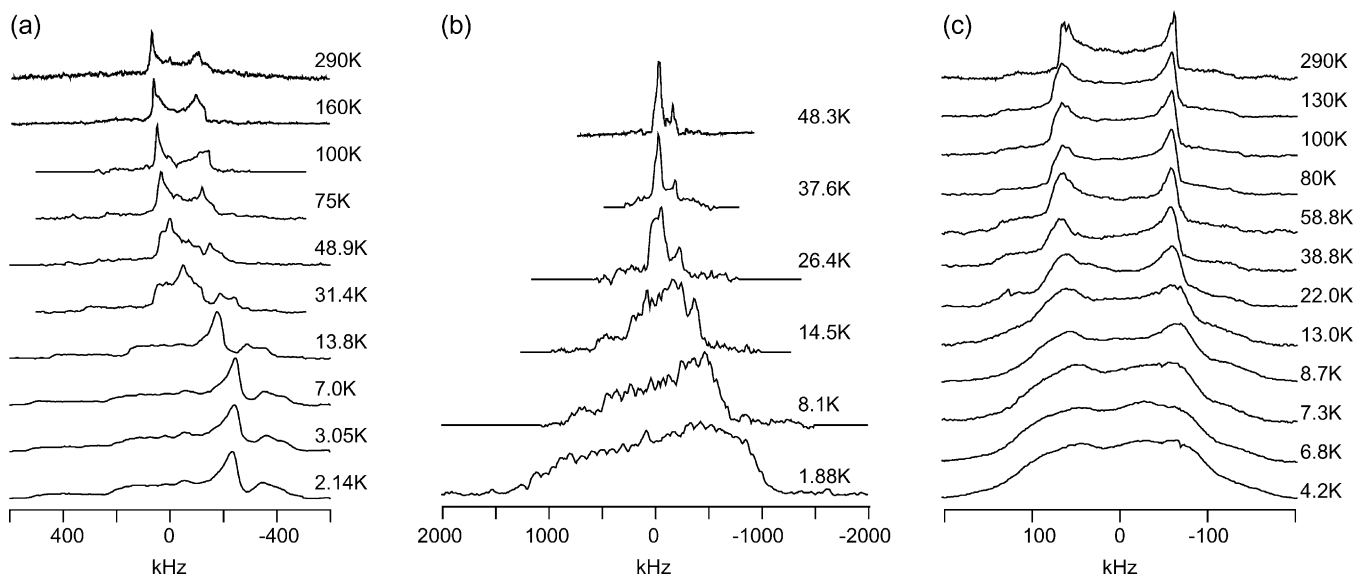 (a)
290K
160K
100K
75K
48.9K
31.4K
13.8K
7.0K
3.05K
2.14K
400 0 -400
kHz
(b)
48.3K
37.6K
26.4K
14.5K
8.1K
1.88K
2000 1000 0 -1000 -2000
kHz
(c)
290K
130K
100K
80K
58.8K
38.8K
22.0K
13.0K
8.7K
7.3K
6.8K
4.2K
100 0 -100
kHz